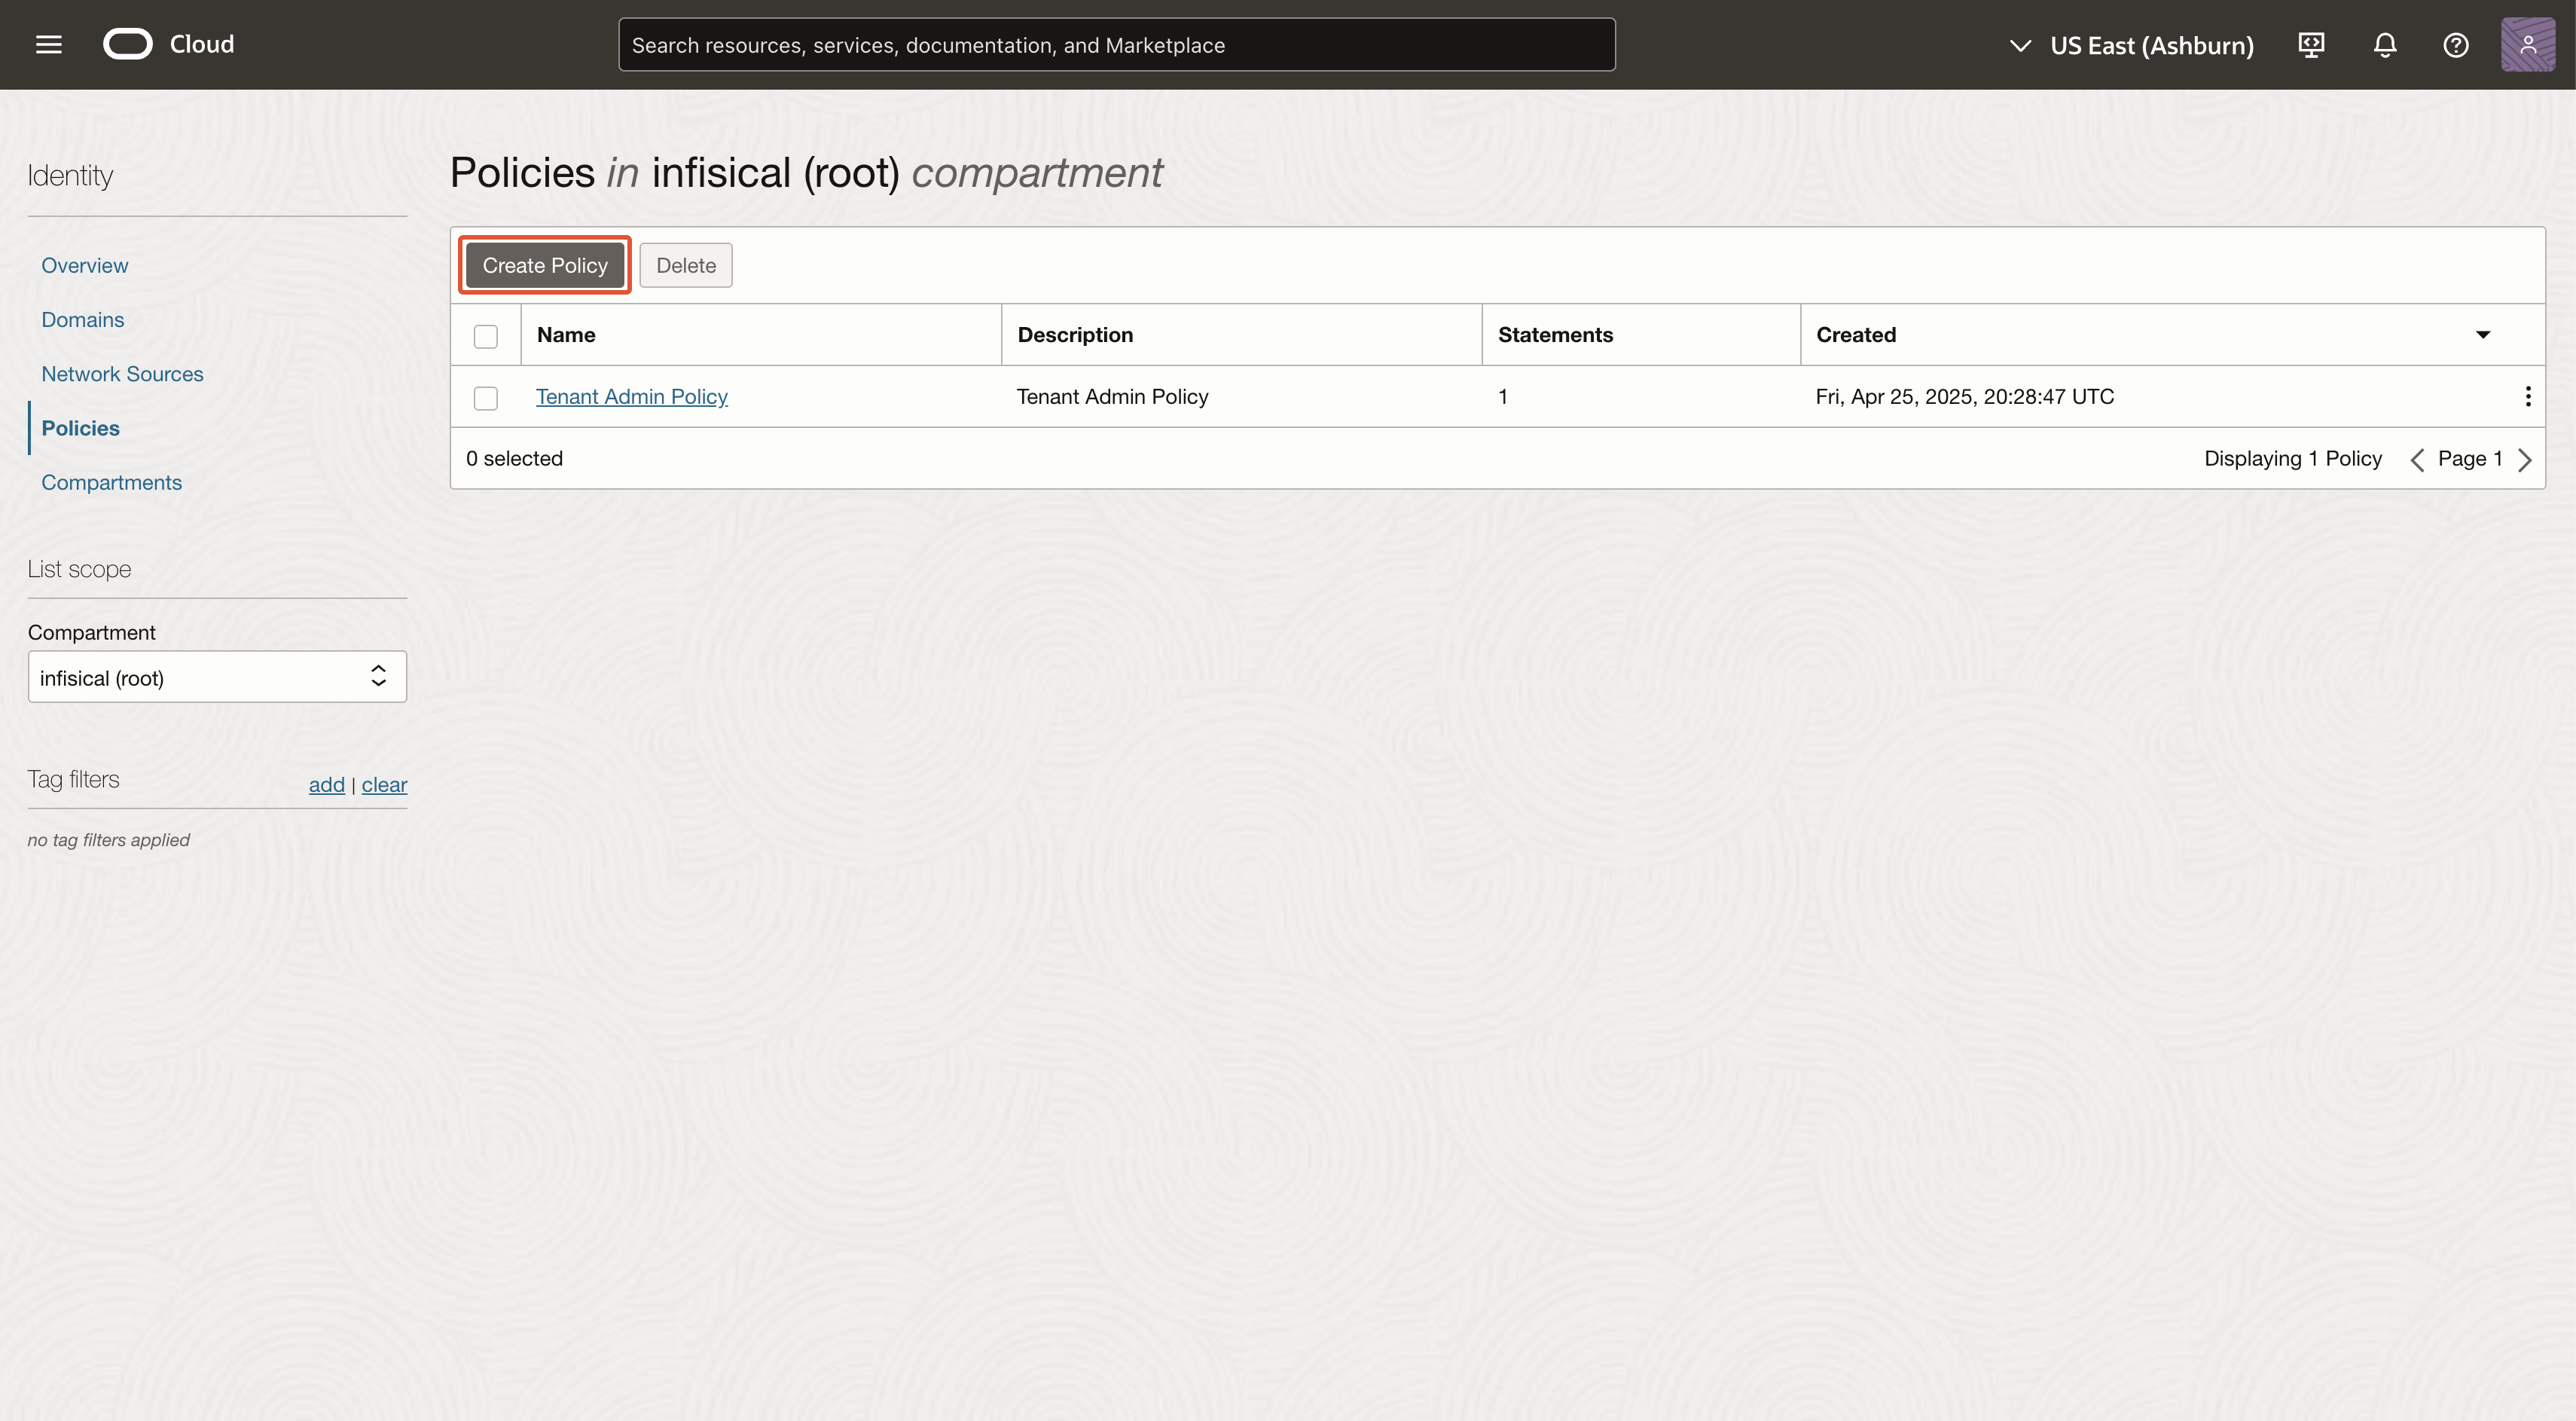 Cloud
Search resources, services, documentation, and Marketplace
US East (Ashburn)
Identity
Overview
Domains
Network Sources
Policies
Compartments
List scope
Compartment
infisical (root)
Tag filters
add | clear
no tag filters applied
Policies in infisical (root) compartment
Create Policy Delete
Name Description Statements Created
Tenant Admin Policy Tenant Admin Policy 1 Fri, Apr 25, 2025, 20:28:47 UTC
0 selected Displaying 1 Policy Page 1